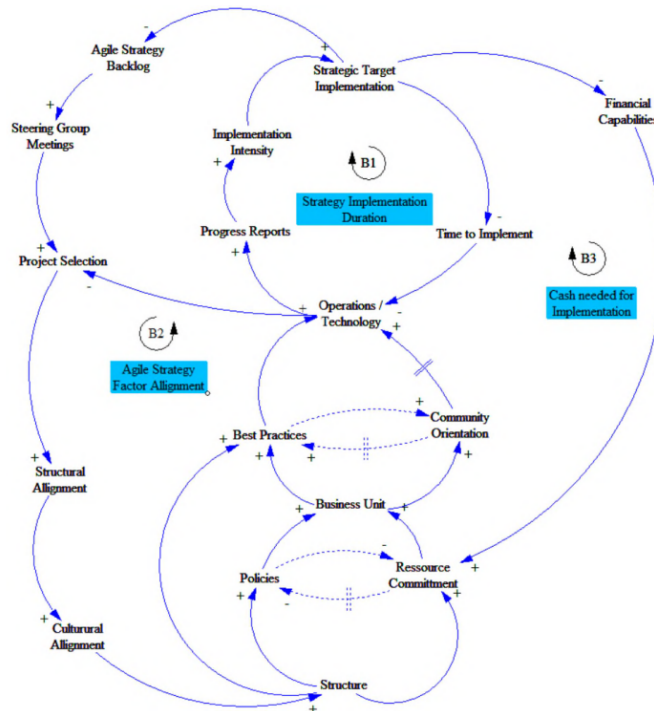 Agile Strategy
Backlog
-
+
Strategic Target
Implementation
-
Financial
Capabilities
+
Steering Group
Meetings
Implementation
Intensity
+
B1
Strategy Implementation
Duration
+
Project Selection
-
Progress Reports
+
-
Time to Implement
B3
Cash needed for
Implementation
+
Operations /
Technology
-
+
B2
Agile Strategy
Factor Allignment
+
Best Practices
+
+
+
Community
Orientation
+
+
Structural
Allignment
+
Business Unit
+
+
Policies
-
-
Ressource
Committment
+
+
+
Culturural
Allignment
Structure
+